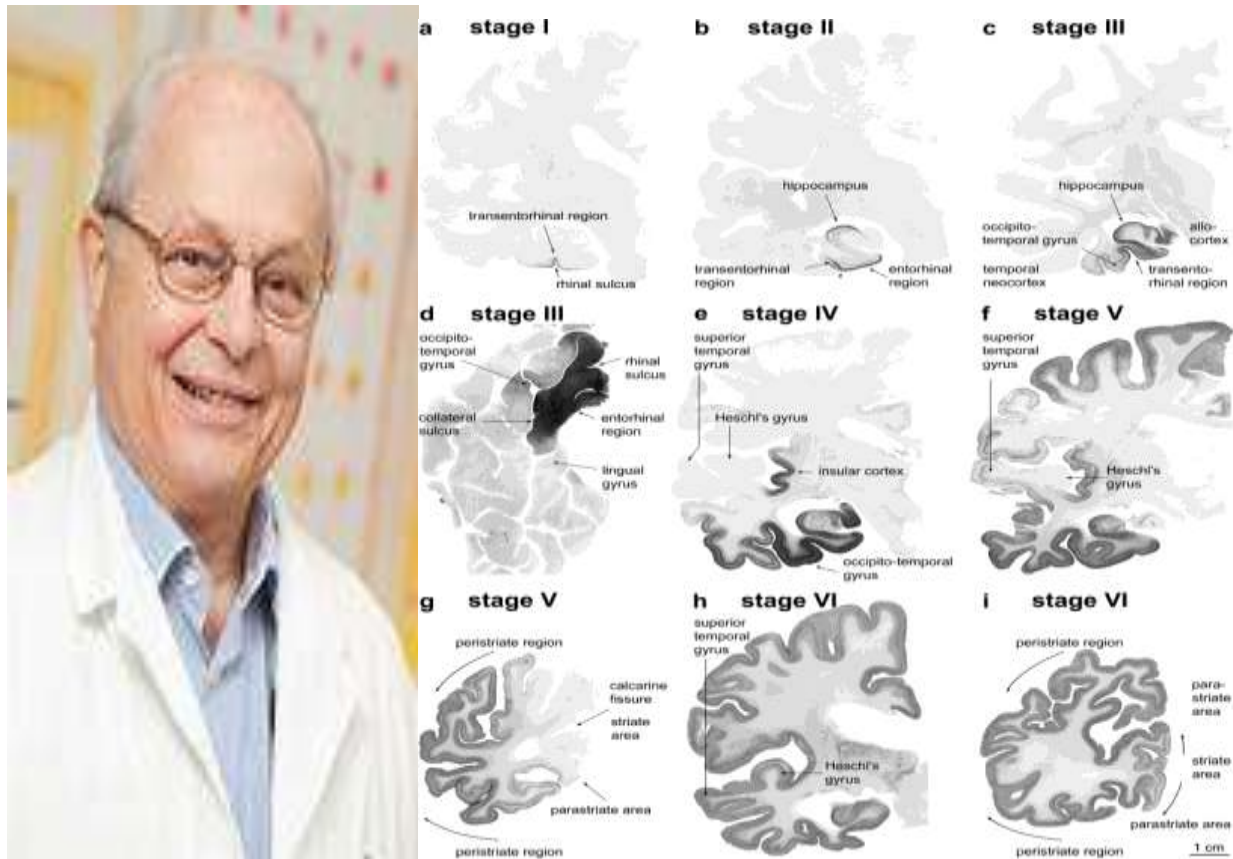 a stage I
transentorhinal region
rhinal sulcus
b stage II
hippocampus
transentorhinal
region
entorhinal
region
c stage III
hippocampus
occipito-
temporal gyrus
allo-
cortex
temporal
neocortex
transento-
rhinal region
d stage III
occipito-
temporal
gyrus
rhinal
sulcus
collateral
sulcus
entorhinal
region
lingual
gyrus
e stage IV
superior
temporal
gyrus
Heschl's gyrus
insular cortex
occipito-temporal
gyrus
f stage V
superior
temporal
gyrus
Heschl's
gyrus
g stage V
peristriate region
calcarine
fissure
striate
area
parastriate area
peristriate region
h stage VI
superior
temporal
gyrus
Heschl's
gyrus
i stage VI
peristriate region
para-
striate
area
striate
area
parastriate area
peristriate region
1 cm